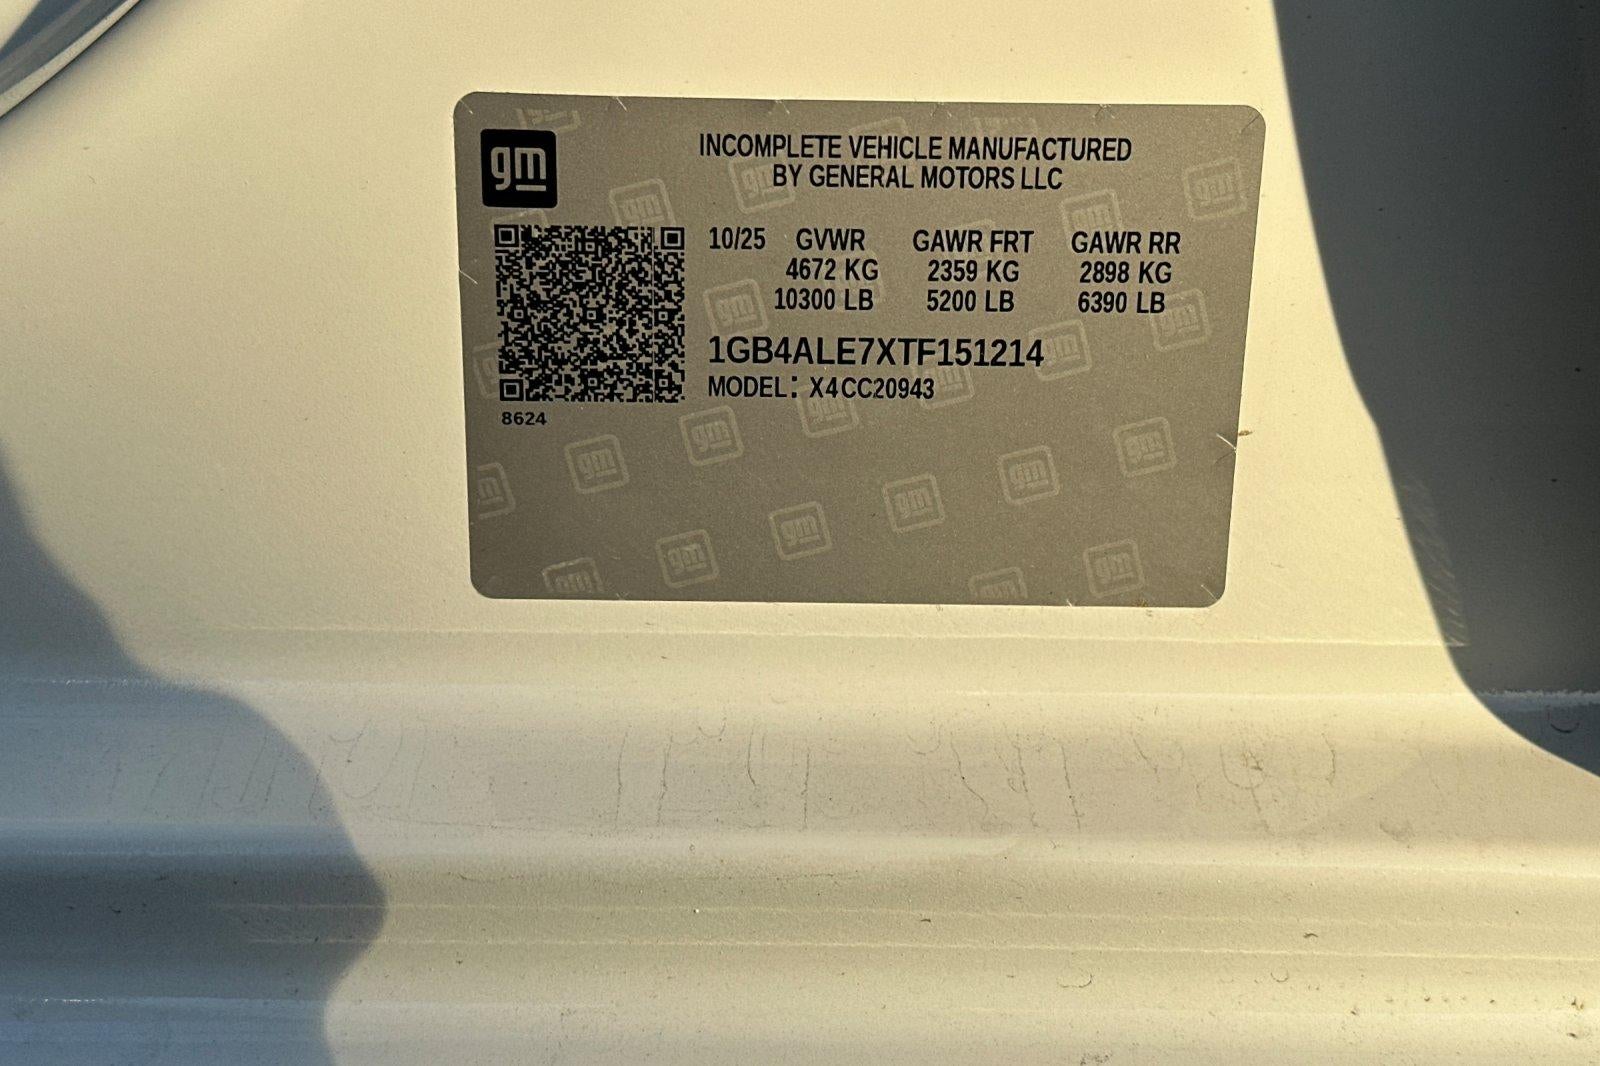 gm
INCOMPLETE VEHICLE MANUFACTURED
BY GENERAL MOTORS LLC
10/25 GVWR GAWR FRT GAWR RR
4672 KG 2359 KG 2898 KG
10300 LB 5200 LB 6390 LB
1GB4ALE7XTF151214
MODEL: X4CC20943
8624